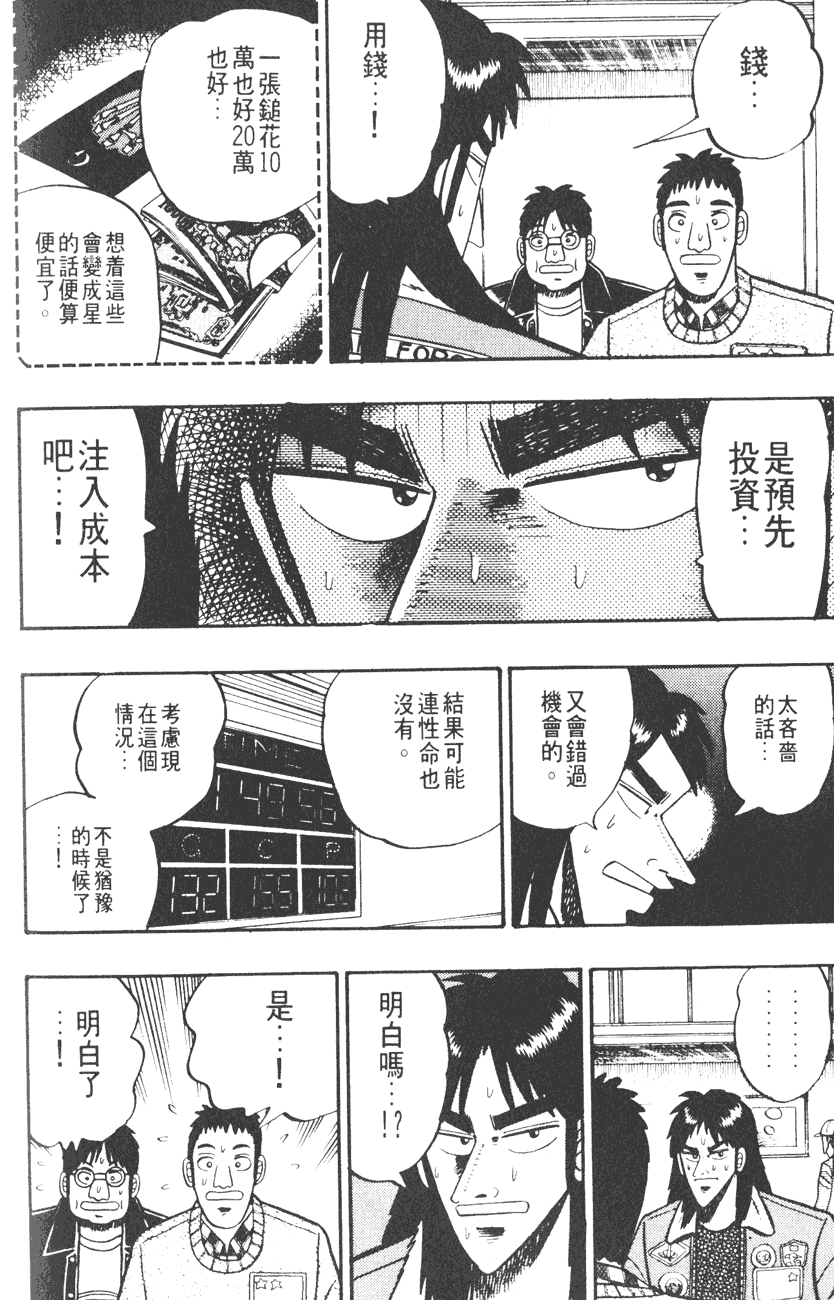 錢…
用錢…！
一張鎚花10
萬也好20萬
也好…
想着這些
會變成星
的話便算
便宜了。
FORC
是預先
投資…
注入成本
吧…！
太吝嗇
的話…
又會錯過
機會的。
結果可能
連性命也
沒有。
考慮現
在這個
情況…
不是猶豫
的時候了
…！
TIME
148 56
G G P
132 155 108
…………
明白嗎…！？
是…！
明白了
…！